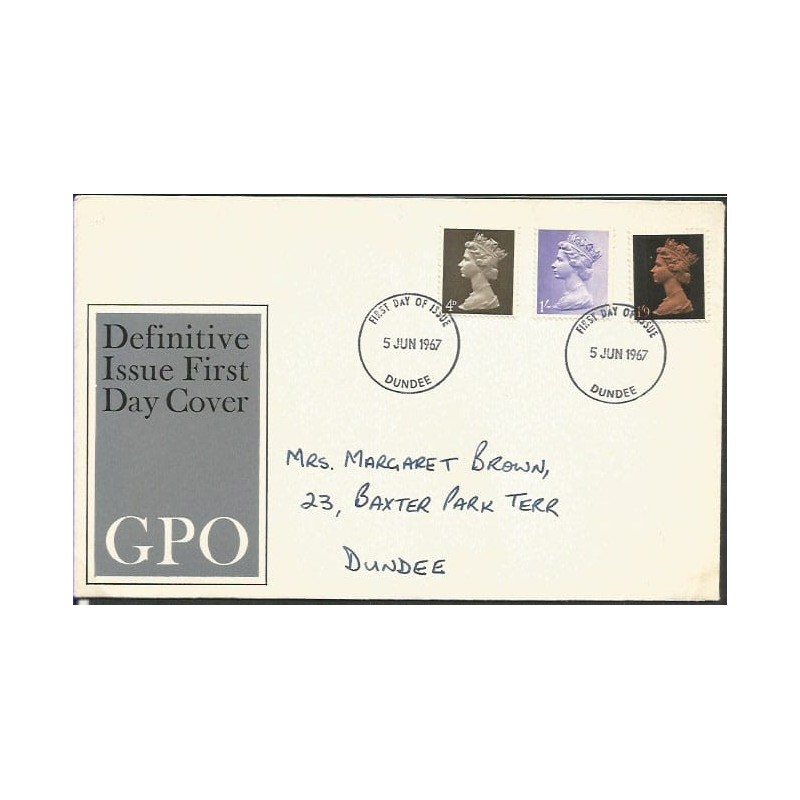 4D
1/-
1/9
FIRST DAY OF ISSUE
5 JUN 1967
DUNDEE
FIRST DAY OF ISSUE
5 JUN 1967
DUNDEE
Definitive
Issue First
Day Cover
GPO
MRS. MARGARET BROWN,
23, BAXTER PARK TERR
DUNDEE